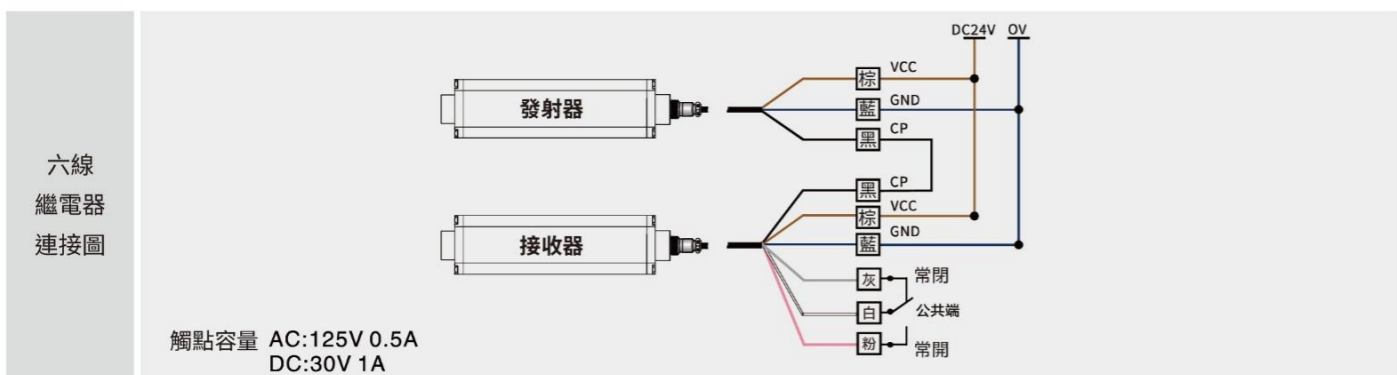 六線
繼電器
連接圖
DC24V OV
發射器
棕 VCC
藍 GND
黑 CP
黑 CP
棕 VCC
藍 GND
接收器
灰 常閉
白 公共端
粉 常開
觸點容量 AC:125V 0.5A
DC:30V 1A